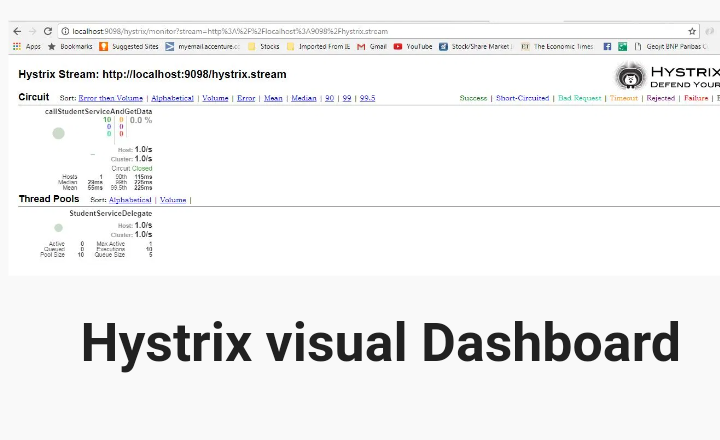 localhost:9098/hystrix/monitor?stream=http%3A%2F%2Flocalhost%3A9098%2Fhystrix.stream
Apps Bookmarks Suggested Sites myemail.accenture.c Stocks Imported From IE Gmail YouTube Stock/Share Market The Economic Times Geojit BNP Paribas
Hystrix Stream: http://localhost:9098/hystrix.stream
HYSTRIX
DEFEND YOUR
Circuit Sort: Error then Volume | Alphabetical | Volume | Error | Mean | Median | 90 | 99 | 99.5
Success | Short-Circuited | Bad Request | Timeout | Rejected | Failure |
callStudentServiceAndGetData
10 0 0.0 %
0 0
0 0
Host: 1.0/s
Cluster: 1.0/s
Circuit Closed
Hosts 1 90th 115ms
Median 29ms 99th 225ms
Mean 55ms 99.5th 225ms
Thread Pools Sort: Alphabetical | Volume |
StudentServiceDelegate
Host: 1.0/s
Cluster: 1.0/s
Active 0 Max Active 1
Queued 0 Executions 10
Pool Size 10 Queue Size 5
Hystrix visual Dashboard